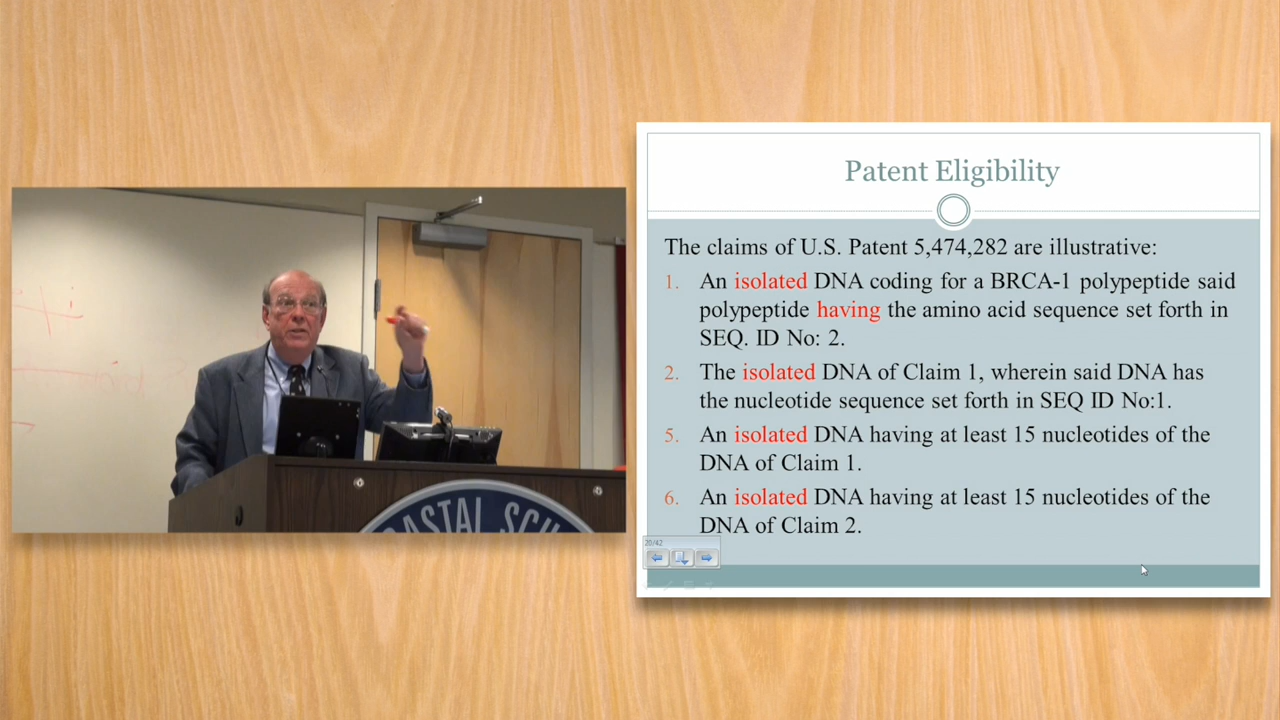 Patent Eligibility
The claims of U.S. Patent 5,474,282 are illustrative:
1. An isolated DNA coding for a BRCA-1 polypeptide said
polypeptide having the amino acid sequence set forth in
SEQ. ID No: 2.
2. The isolated DNA of Claim 1, wherein said DNA has
the nucleotide sequence set forth in SEQ ID No:1.
5. An isolated DNA having at least 15 nucleotides of the
DNA of Claim 1.
6. An isolated DNA having at least 15 nucleotides of the
DNA of Claim 2.
20/42